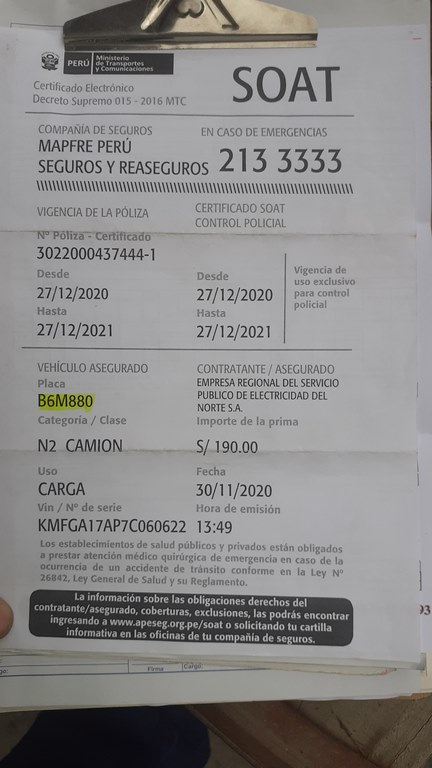 PERÚ
Ministerio
de Transportes
y Comunicaciones
SOAT
Certificado Electrónico
Decreto Supremo 015 - 2016 MTC
COMPAÑÍA DE SEGUROS
MAPFRE PERÚ
SEGUROS Y REASEGUROS
EN CASO DE EMERGENCIAS
213 3333
VIGENCIA DE LA PÓLIZA
Nº Póliza - Certificado
3022000437444-1
Desde
27/12/2020
Hasta
27/12/2021
CERTIFICADO SOAT
CONTROL POLICIAL
Desde
27/12/2020
Hasta
27/12/2021
Vigencia de
uso exclusivo
para control
policial
VEHÍCULO ASEGURADO
Placa
B6M880
Categoría / Clase
N2 CAMION
Uso
CARGA
Vin / Nº de serie
KMFGA17AP7C060622
CONTRATANTE / ASEGURADO
EMPRESA REGIONAL DEL SERVICIO
PUBLICO DE ELECTRICIDAD DEL
NORTE S.A.
Importe de la prima
S/ 190.00
Fecha
30/11/2020
Hora de emisión
13:49
Los establecimientos de salud públicos y privados están obligados
a prestar atención médico quirúrgica de emergencia en caso de la
ocurrencia de un accidente de tránsito conforme en la Ley Nº
26842, Ley General de Salud y su Reglamento.
La información sobre las obligaciones derechos del
contratante/asegurado, coberturas, exclusiones, las podrás encontrar
ingresando a www.apeseg.org.pe/soat o solicitando tu cartilla
informativa en las oficinas de tu compañía de seguros.
93
Firma
Cargo: